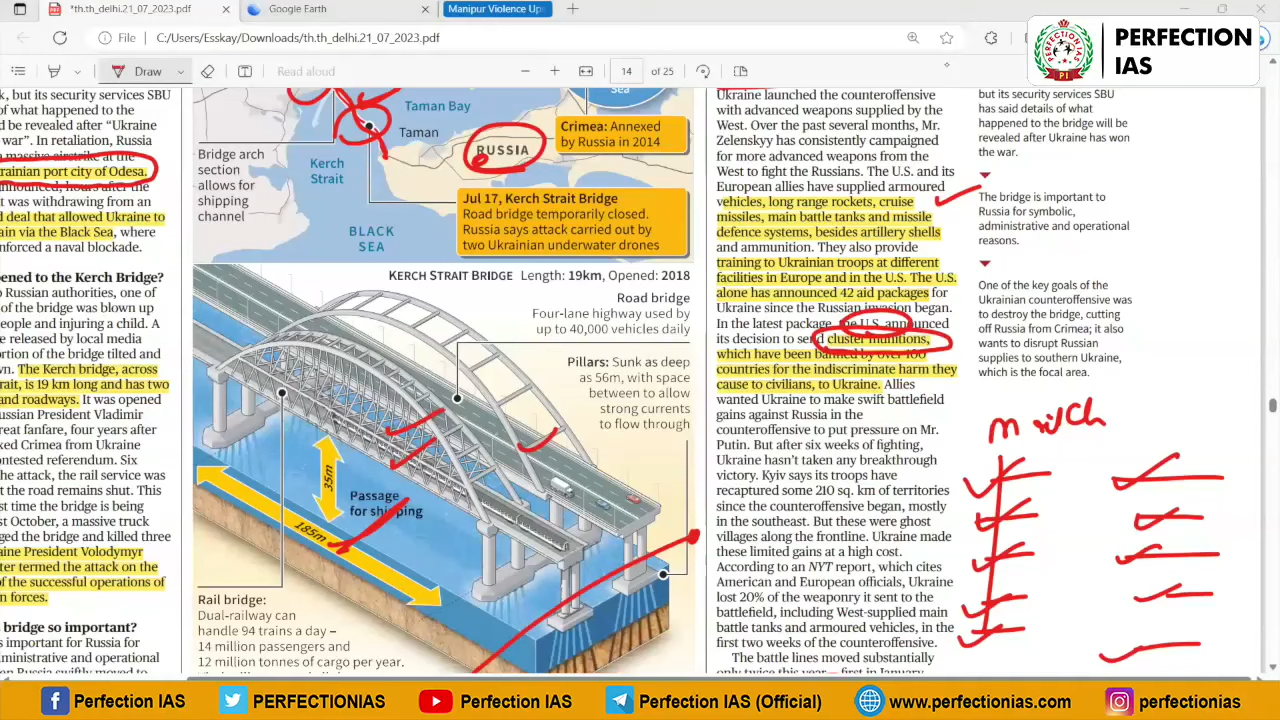 *th.th_delhi.21_07_2023.pdf
Google Earth
Manipur Violence Up
File
C:/Users/Esskay/Downloads/th.th_delhi.21_07_2023.pdf
Draw
Read aloud
14
of 25
PERFECTION
IAS
PI
k, but its security services SBU
of what happened to the
d be revealed after “Ukraine
war”. In retaliation, Russia
a massive airstrike at the
rainian port city of Odesa.
announced, hours after the
t was withdrawing from an
d deal that allowed Ukraine to
ain via the Black Sea, where
nforced a naval blockade.
pened to the Kerch Bridge?
o Russian authorities, one of
of the bridge was blown up
eople and injuring a child. A
e released by local media
ortion of the bridge tilted and
wn. The Kerch bridge, across
rait, is 19 km long and has two
and roadways. It was opened
ussian President Vladimir
reat fanfare, four years after
xed Crimea from Ukraine
ontested referendum. Six
the attack, the rail service was
t the road remains shut. This
st time the bridge is being
st October, a massive truck
ged the bridge and killed three
aine President Volodymyr
ter termed the attack on the
of the successful operations of
n forces.
bridge so important?
s important for Russia for
ministrative and operational
Taman Bay
Taman
RUSSIA
Sea
Crimea: Annexed
by Russia in 2014
Bridge arch
section allows for
shipping
channel
Kerch
Strait
BLACK
SEA
Jul 17, Kerch Strait Bridge
Road bridge temporarily closed.
Russia says attack carried out by
two Ukrainian underwater drones
KERCH STRAIT BRIDGE Length: 19km, Opened: 2018
Road bridge
Four-lane highway used by
up to 40,000 vehicles daily
Pillars: Sunk as deep
as 56m, with space
between to allow
strong currents
to flow through
35m
Passage
for shipping
185m
Rail bridge:
Dual-railway can
handle 94 trains a day –
14 million passengers and
12 million tonnes of cargo per year.
Ukraine launched the counteroffensive
with advanced weapons supplied by the
West. Over the past several months, Mr.
Zelenskyy has consistently campaigned
for more advanced weapons from the
West to fight the Russians. The U.S. and its
European allies have supplied armoured
vehicles, long range rockets, cruise
missiles, main battle tanks and missile
defence systems, besides artillery shells
and ammunition. They also provide
training to Ukrainian troops at different
facilities in Europe and in the U.S. The U.S.
alone has announced 42 aid packages for
Ukraine since the Russian invasion began.
In the latest package, the U.S. announced
its decision to send cluster munitions,
which have been banned by over 100
countries for the indiscriminate harm they
cause to civilians, to Ukraine. Allies
wanted Ukraine to make swift battlefield
gains against Russia in the
counteroffensive to put pressure on Mr.
Putin. But after six weeks of fighting,
Ukraine hasn’t taken any breakthrough
victory. Kyiv says its troops have
recaptured some 210 sq. km of territories
since the counteroffensive began, mostly
in the southeast. But these were ghost
villages along the frontline. Ukraine made
these limited gains at a high cost.
According to an NYT report, which cites
American and European officials, Ukraine
lost 20% of the weaponry it sent to the
battlefield, including West-supplied main
battle tanks and armoured vehicles, in the
first two weeks of the counteroffensive.
The battle lines moved substantially
only twice this year – first in January
but its security services SBU
has said details of what
happened to the bridge will be
revealed after Ukraine has won
the war.
The bridge is important to
Russia for symbolic,
administrative and operational
reasons.
One of the key goals of the
Ukrainian counteroffensive was
to destroy the bridge, cutting
off Russia from Crimea; it also
wants to disrupt Russian
supplies to southern Ukraine,
which is the focal area.
Perfection IAS
PERFECTIONIAS
Perfection IAS
Perfection IAS (Official)
www.perfectionias.com
perfectionias